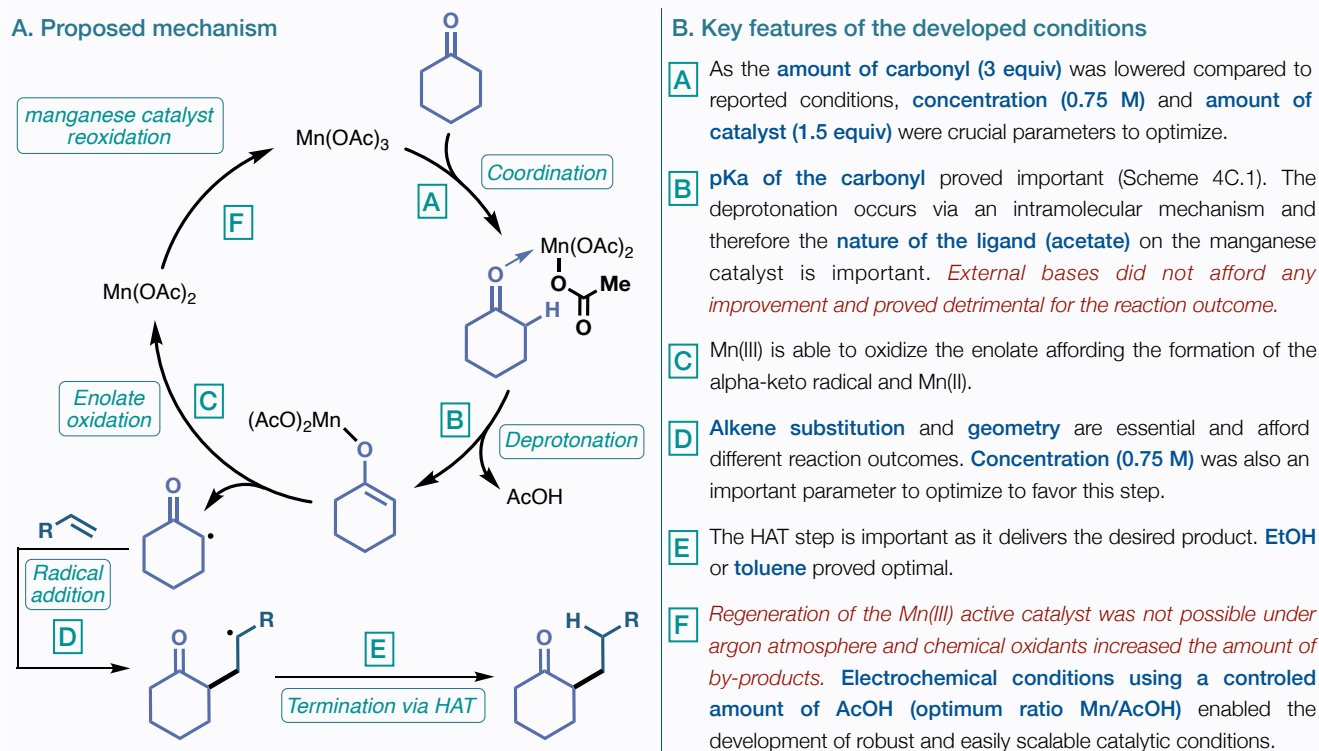 A. Proposed mechanism
O
manganese catalyst
reoxidation
Mn(OAc)3
Coordination
A
F
Mn(OAc)2
O
O
Me
H
O
Mn(OAc)2
Enolate
oxidation
C
(AcO)2Mn
B
Deprotonation
O
AcOH
O
R
Radical
addition
D
R
O
E
Termination via HAT
H
R
O
B. Key features of the developed conditions
A
As the amount of carbonyl (3 equiv) was lowered compared to
reported conditions, concentration (0.75 M) and amount of
catalyst (1.5 equiv) were crucial parameters to optimize.
B
pKa of the carbonyl proved important (Scheme 4C.1). The
deprotonation occurs via an intramolecular mechanism and
therefore the nature of the ligand (acetate) on the manganese
catalyst is important. External bases did not afford any
improvement and proved detrimental for the reaction outcome.
C
Mn(III) is able to oxidize the enolate affording the formation of the
alpha-keto radical and Mn(II).
D
Alkene substitution and geometry are essential and afford
different reaction outcomes. Concentration (0.75 M) was also an
important parameter to optimize to favor this step.
E
The HAT step is important as it delivers the desired product. EtOH
or toluene proved optimal.
F
Regeneration of the Mn(III) active catalyst was not possible under
argon atmosphere and chemical oxidants increased the amount of
by-products. Electrochemical conditions using a controled
amount of AcOH (optimum ratio Mn/AcOH) enabled the
development of robust and easily scalable catalytic conditions.